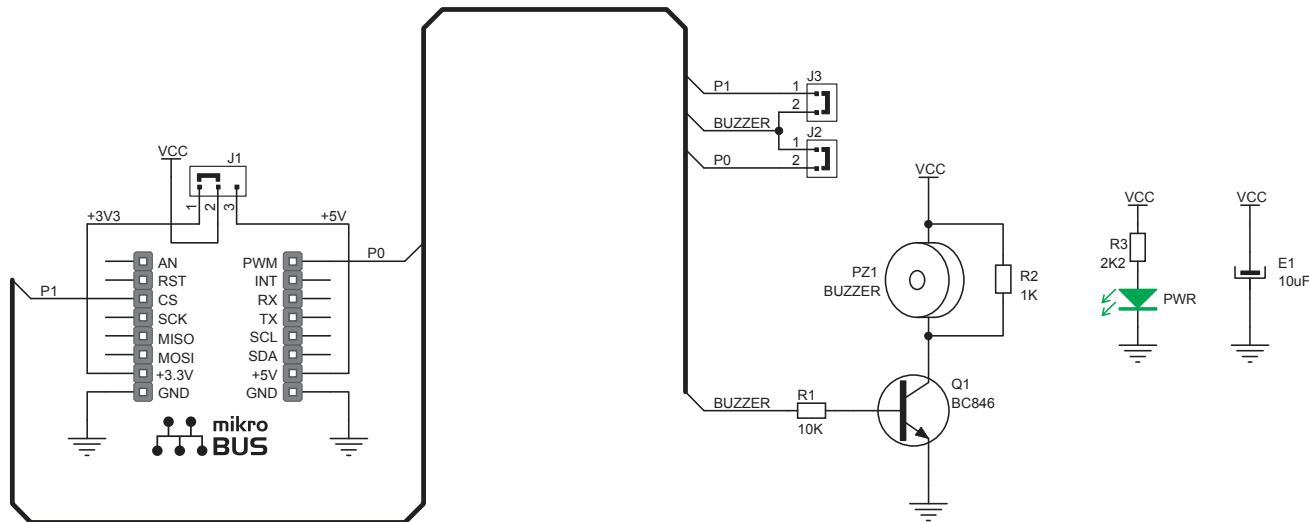 J3
P1 1
2
BUZZER
J2
1
P0 2
VCC J1
1 2 3
+3V3 +5V
P0
P1
AN PWM
RST INT
CS RX
SCK TX
MISO SCL
MOSI SDA
+3.3V +5V
GND GND
mikro
BUS
VCC
PZ1
BUZZER
R2
1K
BUZZER
R1
10K
Q1
BC846
VCC
R3
2K2
PWR
VCC
E1
10uF